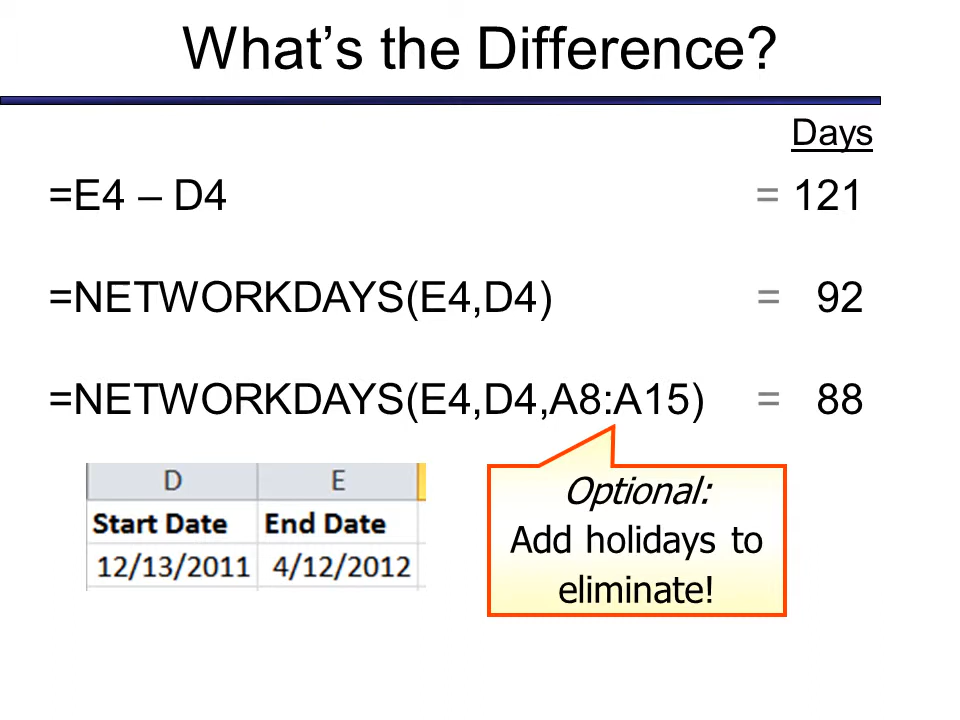 What’s the Difference?
Days
=E4 – D4 = 121
=NETWORKDAYS(E4,D4) = 92
=NETWORKDAYS(E4,D4,A8:A15) = 88
D E
Start Date End Date
12/13/2011 4/12/2012
Optional:
Add holidays to
eliminate!